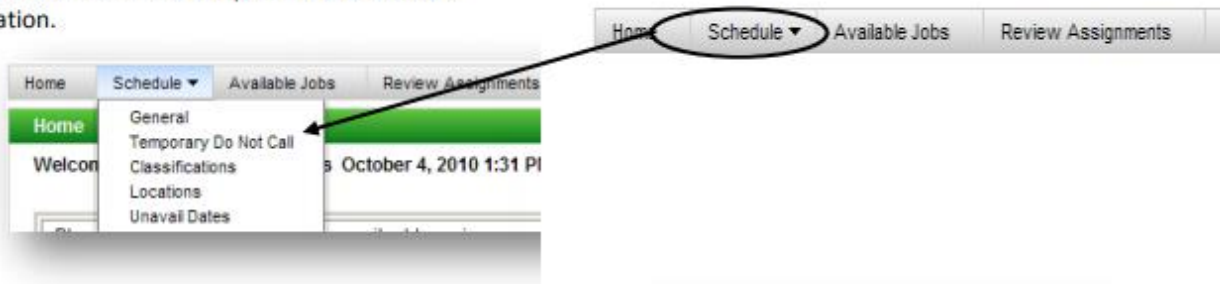 ation.
Home Schedule ▼ Available Jobs Review Assignments
Home Schedule ▼ Available Jobs Review Assignments
General
Home
Temporary Do Not Call
Welcon s October 4, 2010 1:31 P
Classifications
Locations
Unavail Dates